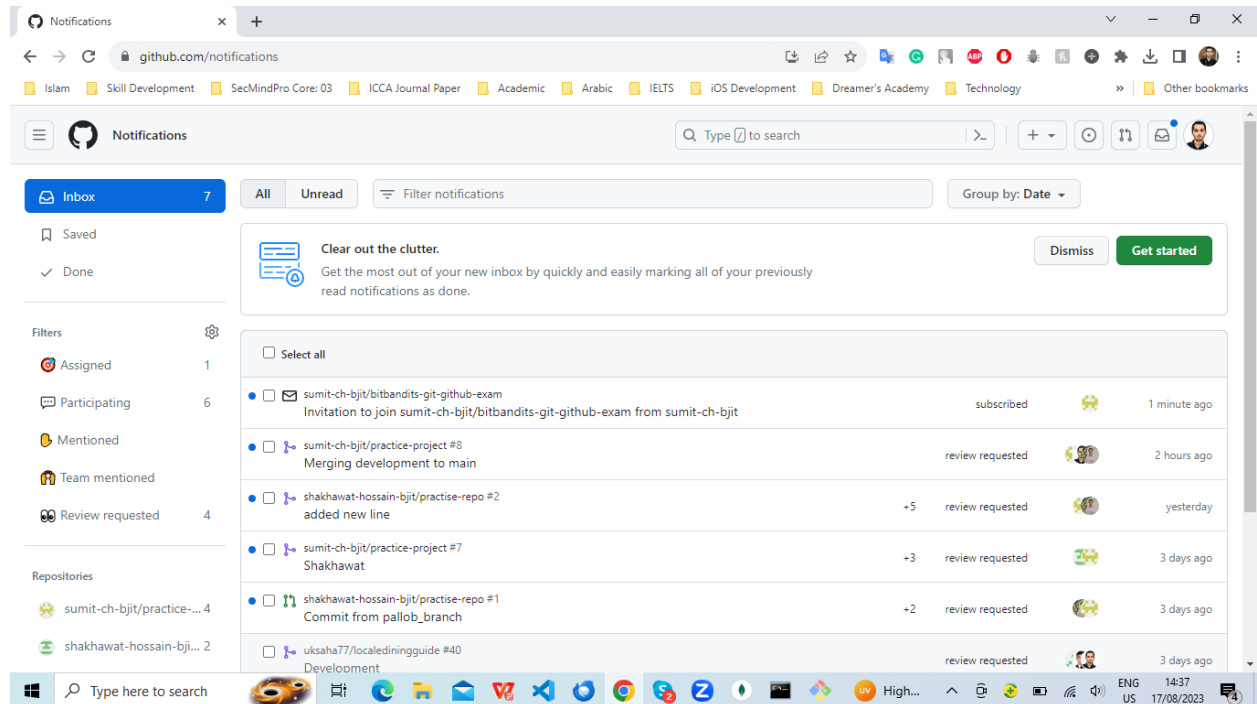 Notifications
github.com/notifications
Islam Skill Development SecMindPro Core: 03 ICCA Journal Paper Academic Arabic IELTS iOS Development Dreamer's Academy Technology » Other bookmarks
Notifications
Type / to search
Inbox 7
All Unread Filter notifications Group by: Date
Saved
Done
Clear out the clutter.
Get the most out of your new inbox by quickly and easily marking all of your previously
read notifications as done.
Dismiss Get started
Filters
Assigned 1
Participating 6
Mentioned
Team mentioned
Review requested 4
Repositories
sumit-ch-bjit/practice-... 4
shakhawat-hossain-bji... 2
Select all
sumit-ch-bjit/bitbandits-git-github-exam
Invitation to join sumit-ch-bjit/bitbandits-git-github-exam from sumit-ch-bjit
subscribed 1 minute ago
sumit-ch-bjit/practice-project #8
Merging development to main
review requested 2 hours ago
shakhawat-hossain-bjit/practise-repo #2
added new line
+5 review requested yesterday
sumit-ch-bjit/practice-project #7
Shakhawat
+3 review requested 3 days ago
shakhawat-hossain-bjit/practise-repo #1
Commit from pallob_branch
+2 review requested 3 days ago
uksaha77/localediningguide #40
Development
review requested 3 days ago
Type here to search
High...
ENG
US
14:37
17/08/2023
4